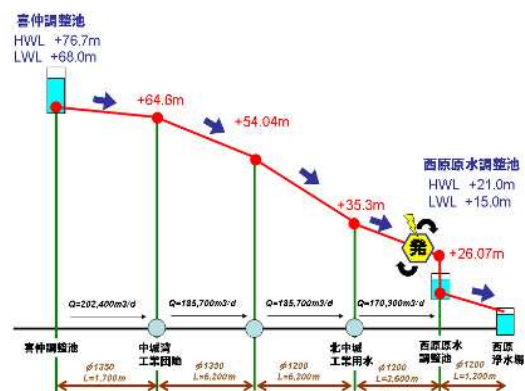 喜仲調整池
HWL +76.7m
LWL +68.0m
+64.6m
+54.04m
+35.3m
発
+26.07m
西原原水調整池
HWL +21.0m
LWL +15.0m
Q=202,400m3/d
Q=185,700m3/d
Q=185,700m3/d
Q=170,300m3/d
喜仲調整池
中城湾
工業団地
北中城
工業用水
西原原水
調整池
西原
浄水場
φ1350
L=1,700m
φ1350
L=6,200m
φ1200
L=6,200m
φ1200
L=2,600m
φ1200
L=1,200m